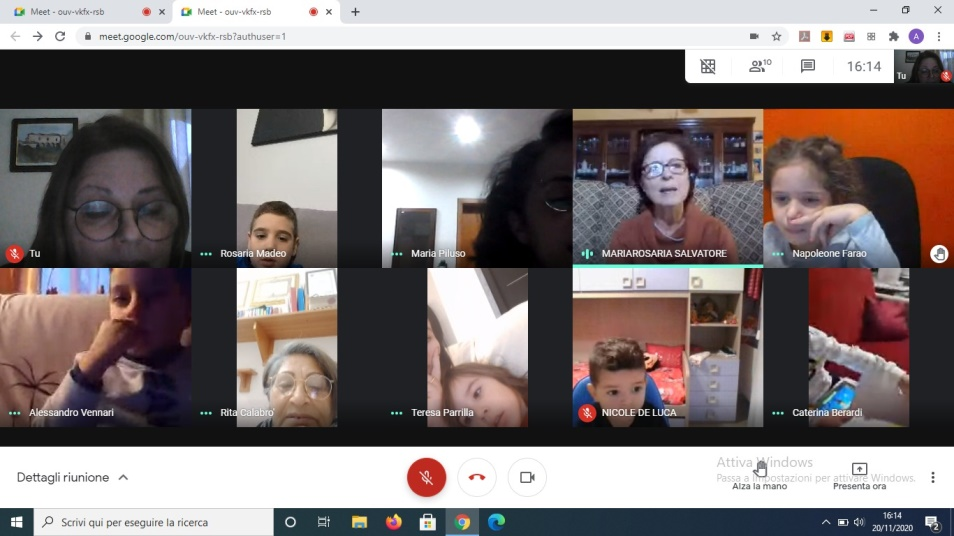 Meet - ouv-vkfx-rsb
Meet - ouv-vkfx-rsb
meet.google.com/ouv-vkfx-rsb?authuser=1
A
10
16:14
Tu
Tu
Rosaria Madeo
Maria Piluso
MARIAROSARIA SALVATORE
Napoleone Farao
Alessandro Vennari
Rita Calabro'
Teresa Parrilla
NICOLE DE LUCA
Caterina Berardi
Dettagli riunione
Attiva Windows
Passa a Impostazioni per attivare Windows.
Alza la mano
Presenta ora
Scrivi qui per eseguire la ricerca
16:14
20/11/2020
2